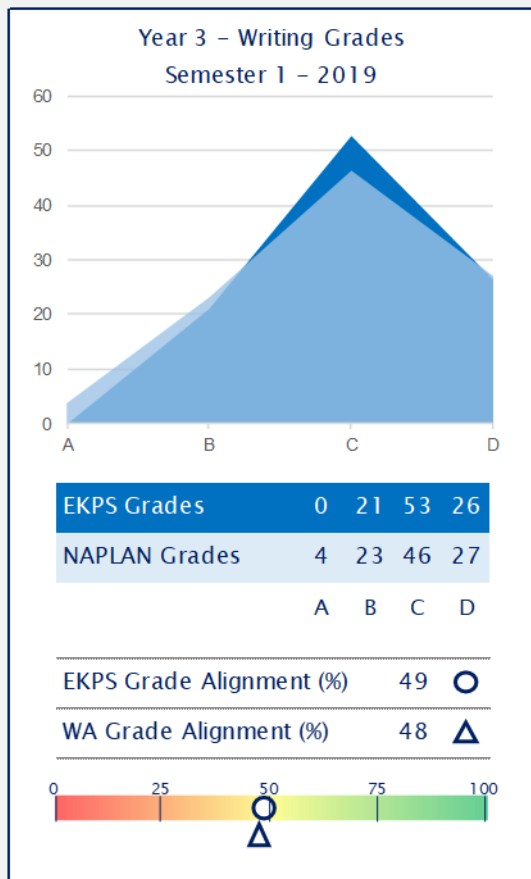 Year 3 – Writing Grades
Semester 1 – 2019
60
50
40
30
20
10
0
A B C D
EKPS Grades 0 21 53 26
NAPLAN Grades 4 23 46 27
A B C D
EKPS Grade Alignment (%) 49
WA Grade Alignment (%) 48
0 25 50 75 100